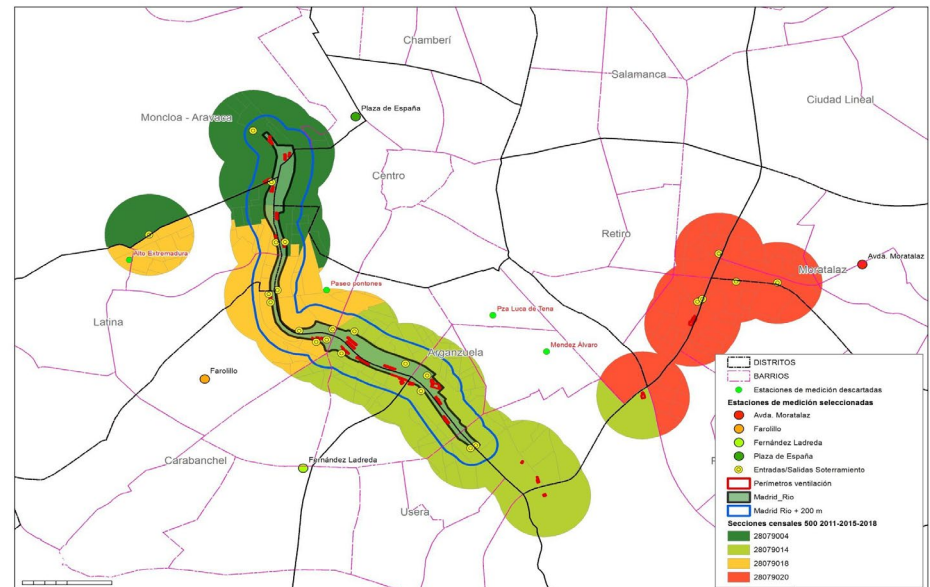 Chamberí
Salamanca
Ciudad Lineal
Moncloa - Aravaca
Plaza de España
Centro
Retiro
Alto Extremadura
Moratalaz
Avda. Moratalaz
Paseo pontones
Pza Luca de Tena
Latina
Mendez Alvaro
Arganzuela
Farolillo
Carabanchel
Fernández Ladreda
Usera
DISTRITOS
BARRIOS
Estaciones de medición descartadas
Estaciones de medición seleccionadas
Avda. Moratalaz
Farolillo
Fernández Ladreda
Plaza de España
Entradas/Salidas Soterramiento
Perímetros ventilación
Madrid_Rio
Madrid Rio + 200 m
Secciones censales 500 2011-2015-2018
28079004
28079014
28079018
28079020